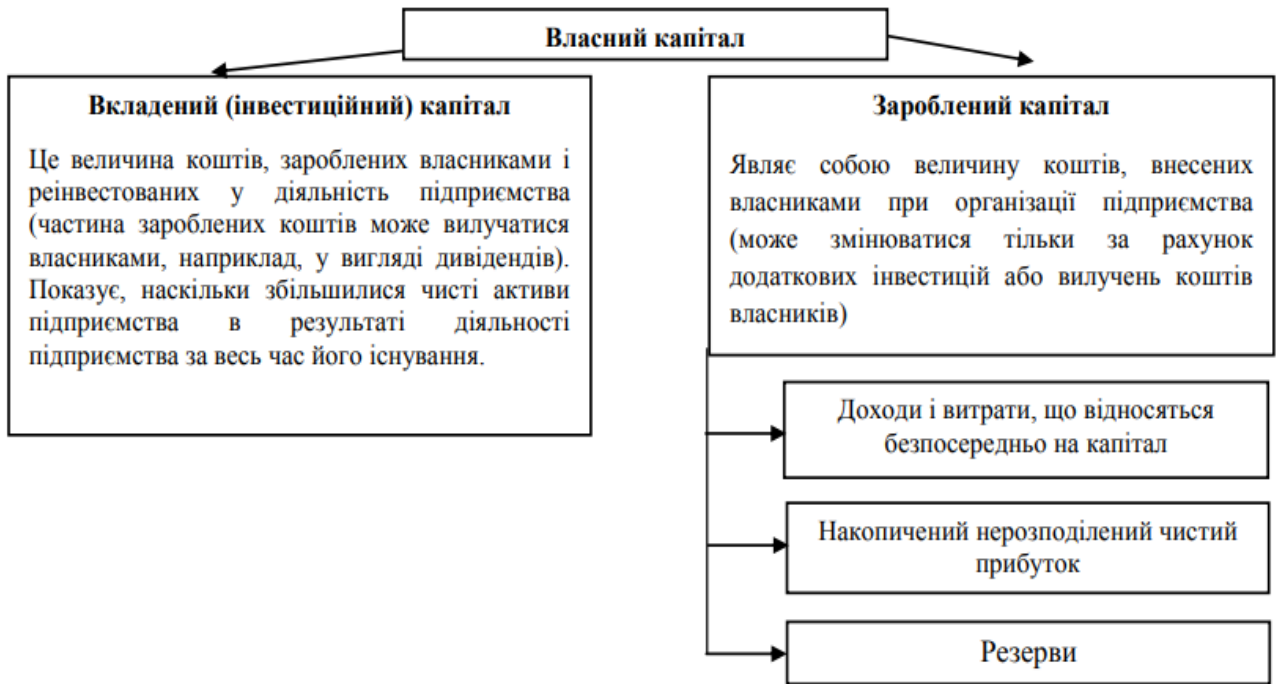 Власний капітал
Вкладений (інвестиційний) капітал
Це величина коштів, зароблених власниками і
реінвестованих у діяльність підприємства
(частина зароблених коштів може вилучатися
власниками, наприклад, у вигляді дивідендів).
Показує, наскільки збільшилися чисті активи
підприємства в результаті діяльності
підприємства за весь час його існування.
Зароблений капітал
Являє собою величину коштів, внесених
власниками при організації підприємства
(може змінюватися тільки за рахунок
додаткових інвестицій або вилучень коштів
власників)
Доходи і витрати, що відносяться
безпосередньо на капітал
Накопичений нерозподілений чистий
прибуток
Резерви